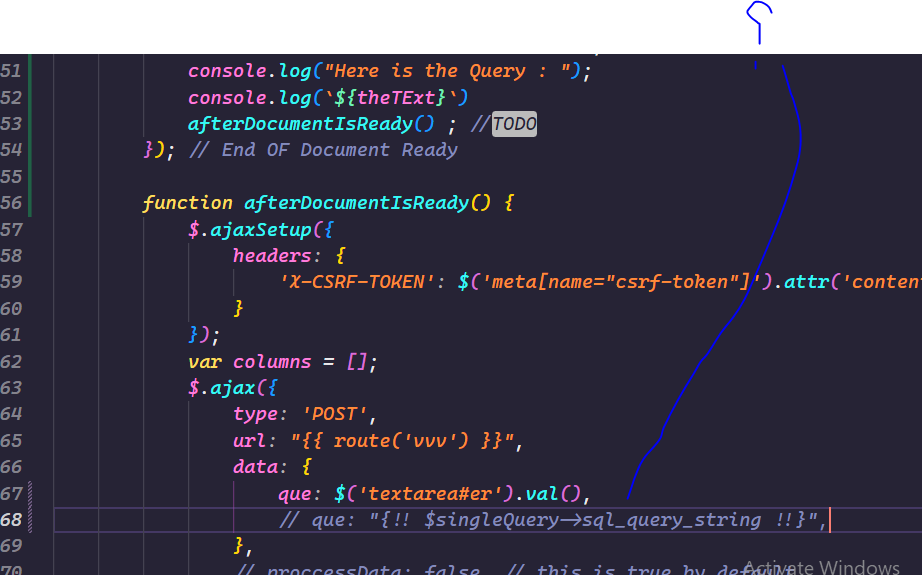 51 console.log("Here is the Query : ");
52 console.log(`${theTExt}`)
53 afterDocumentIsReady() ; //TODO
54 }); // End OF Document Ready
55
56 function afterDocumentIsReady() {
57 $.ajaxSetup({
58 headers: {
59 'X-CSRF-TOKEN': $('meta[name="csrf-token"]').attr('conten
60 }
61 });
62 var columns = [];
63 $.ajax({
64 type: 'POST',
65 url: "{{ route('vvv') }}",
66 data: {
67 que: $('textarea#er').val(),
68 // que: "{!! $singleQuery->sql_query_string !!}",
69 },
70 // proccessData: false, // this is true by default
Activate Windows